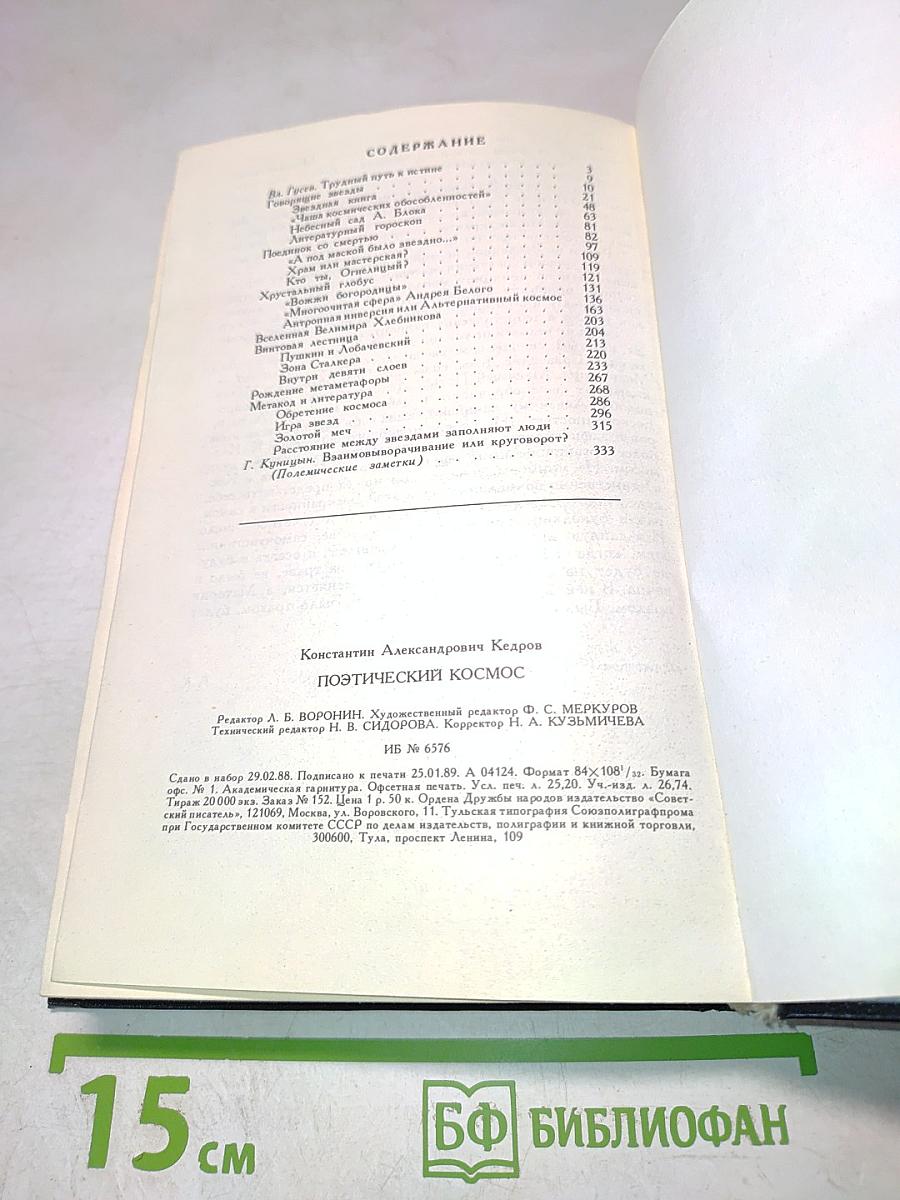 СОДЕРЖАНИЕ
Вл. Гусев. Трудный путь к истине . . . . . . 3
Говорящие звезды . . . . . . 9
Звездная книга . . . . . . 10
«Чаша космических обособленностей» . . . . . . 21
Небесный сад А. Блока . . . . . . 48
Литературный гороскоп . . . . . . 63
Поединок со смертью . . . . . . 81
«А под маской было звездно...» . . . . . . 82
Храм или мастерская? . . . . . . 97
Кто ты, Огнелицый? . . . . . . 109
Хрустальный глобус . . . . . . 119
«Вожжи богородицы» . . . . . . 121
«Многоочитая сфера» Андрея Белого . . . . . . 131
Антропная инверсия или Альтернативный космос 136
Вселенная Велимира Хлебникова . . . . . . 163
Винтовая лестница . . . . . . 203
Пушкин и Лобачевский . . . . . . 204
Зона Сталкера . . . . . . 213
Внутри девяти слоев . . . . . . 220
Рождение метаметафоры . . . . . . 233
Метакод и литература . . . . . . 267
Обретение космоса . . . . . . 268
Игра звезд . . . . . . 286
Золотой меч . . . . . . 296
Расстояние между звездами заполняют люди . 315
Г. Куницын. Взаимовыворачивание или круговорот?
(Полемические заметки) . . . . . . 333
Константин Александрович Кедров
ПОЭТИЧЕСКИЙ КОСМОС
Редактор Л. Б. ВОРОНИН. Художественный редактор Ф. С. МЕРКУРОВ
Технический редактор Н. В. СИДОРОВА. Корректор Н. А. КУЗЬМИЧЕВА
ИБ № 6576
Сдано в набор 29.02.88. Подписано к печати 25.01.89. А 04124. Формат 84×108¹/₃₂. Бумага
офс. № 1. Академическая гарнитура. Офсетная печать. Усл. печ. л. 25,20. Уч.-изд. л. 26,74.
Тираж 20 000 экз. Заказ № 152. Цена 1 р. 50 к. Ордена Дружбы народов издательство «Совет-
ский писатель», 121069, Москва, ул. Воровского, 11. Тульская типография Союзполиграфпрома
при Государственном комитете СССР по делам издательств, полиграфии и книжной торговли,
300600, Тула, проспект Ленина, 109
15 см
БФ БИБЛИОФАН